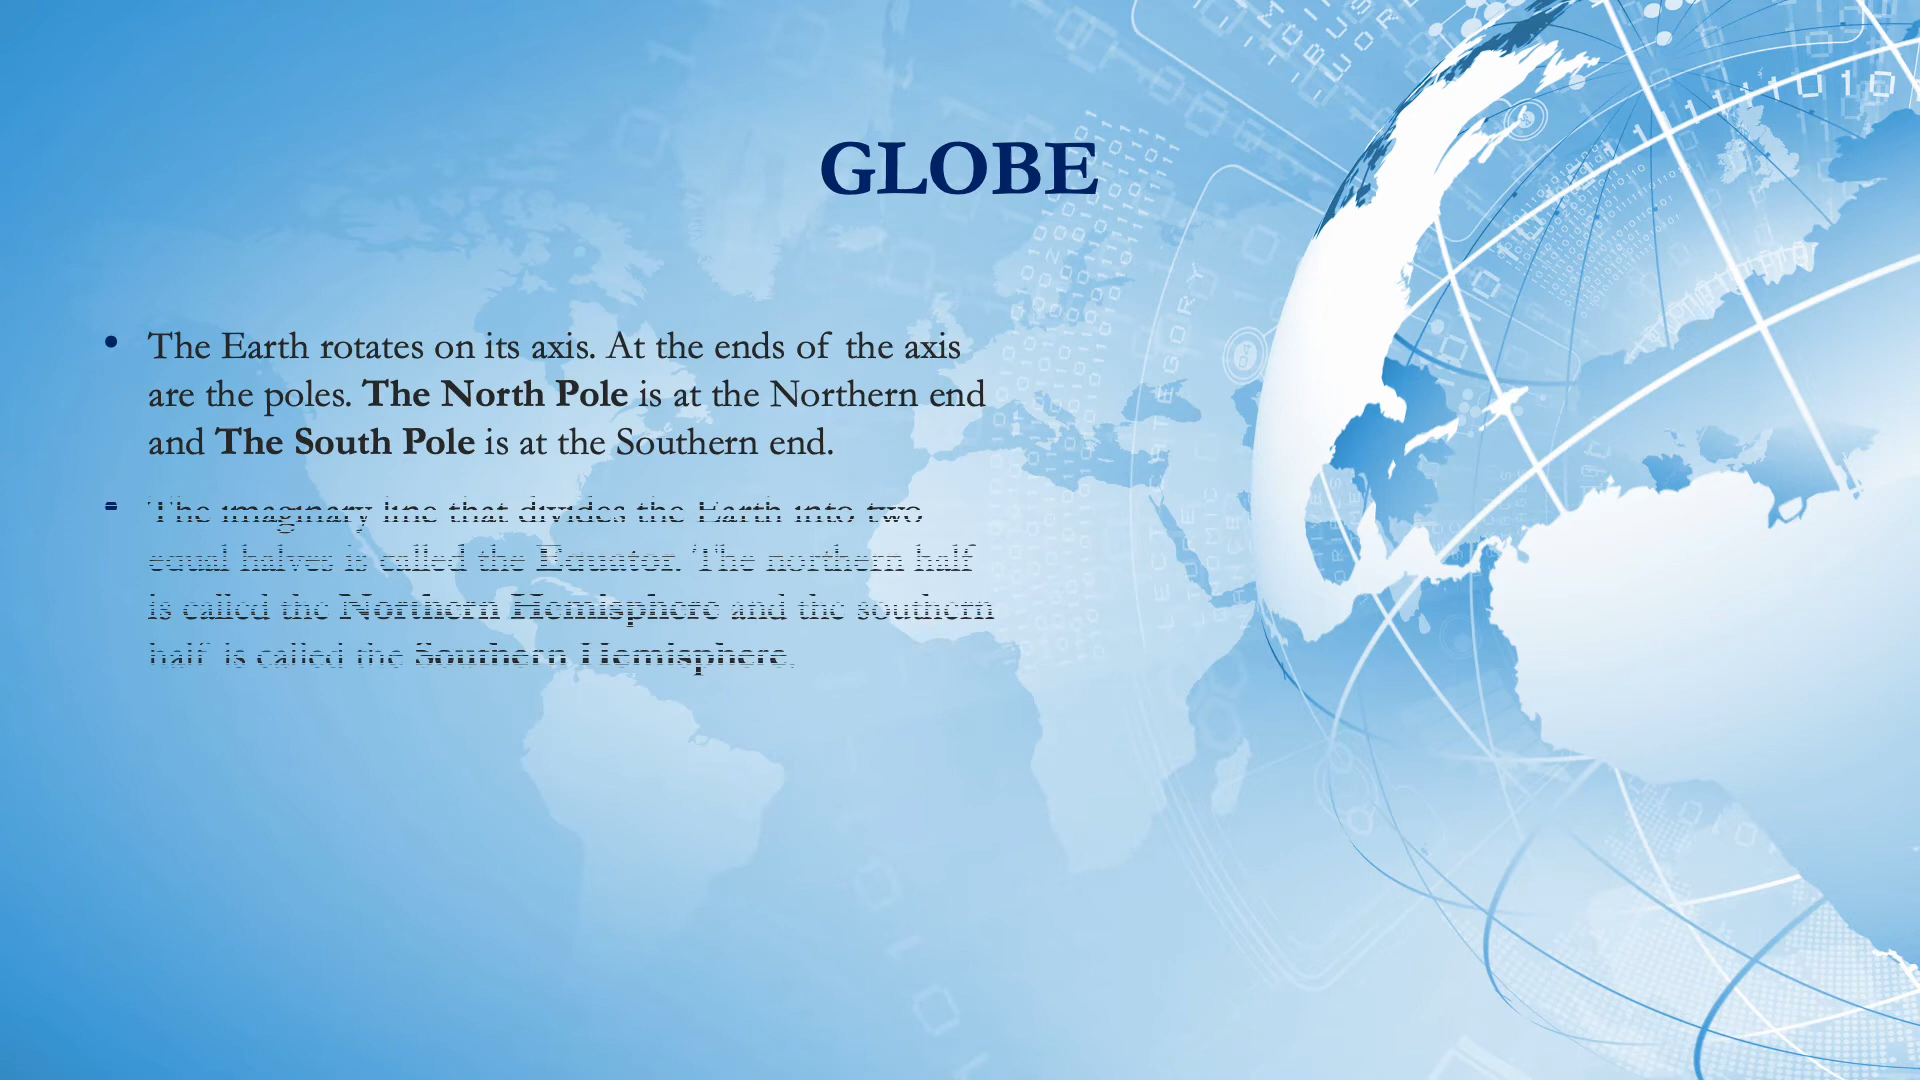 GLOBE
• The Earth rotates on its axis. At the ends of the axis
are the poles. The North Pole is at the Northern end
and The South Pole is at the Southern end.
The imaginary line that divides the Earth into two
equal halves is called the Equator. The northern half
is called the Northern Hemisphere and the southern
half is called the Southern Hemisphere.